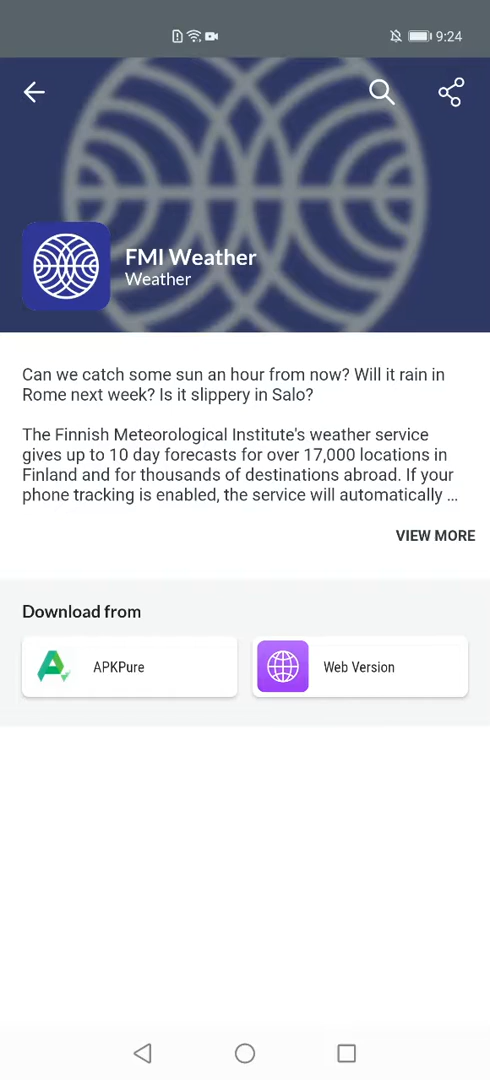 9:24
FMI Weather
Weather
Can we catch some sun an hour from now? Will it rain in
Rome next week? Is it slippery in Salo?
The Finnish Meteorological Institute's weather service
gives up to 10 day forecasts for over 17,000 locations in
Finland and for thousands of destinations abroad. If your
phone tracking is enabled, the service will automatically ...
VIEW MORE
Download from
APKPure
Web Version